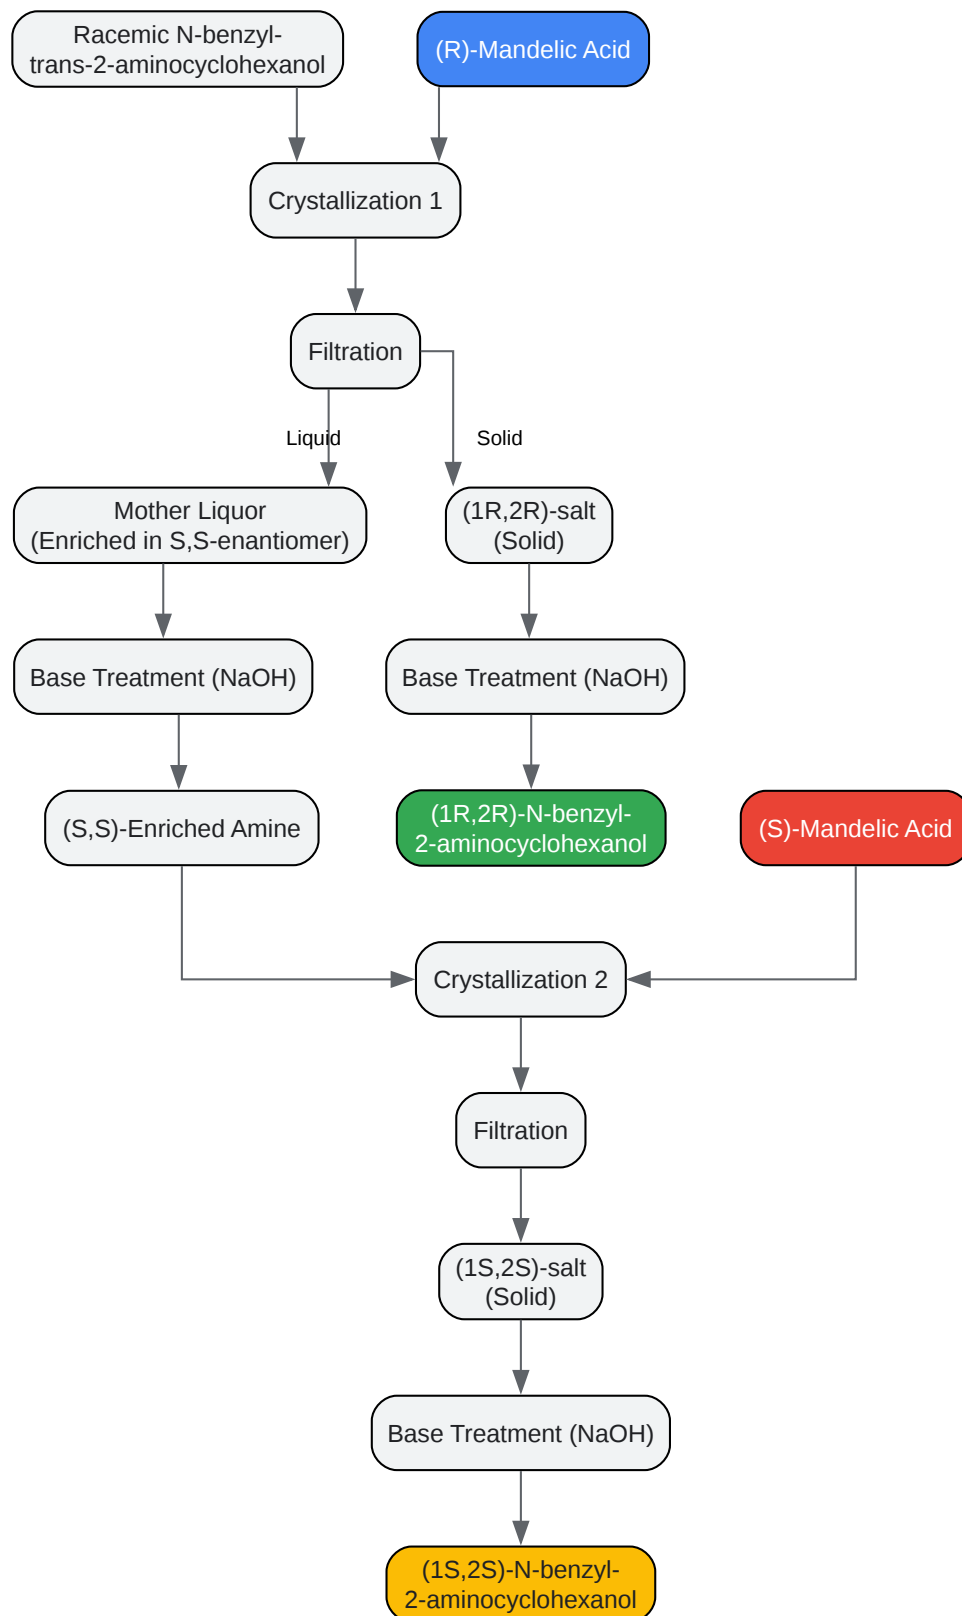 Racemic N-benzyl-
trans-2-aminocyclohexanol
(R)-Mandelic Acid
Crystallization 1
Filtration
Liquid
Solid
Mother Liquor
(Enriched in S,S-enantiomer)
(1R,2R)-salt
(Solid)
Base Treatment (NaOH)
Base Treatment (NaOH)
(S,S)-Enriched Amine
(1R,2R)-N-benzyl-
2-aminocyclohexanol
(S)-Mandelic Acid
Crystallization 2
Filtration
(1S,2S)-salt
(Solid)
Base Treatment (NaOH)
(1S,2S)-N-benzyl-
2-aminocyclohexanol